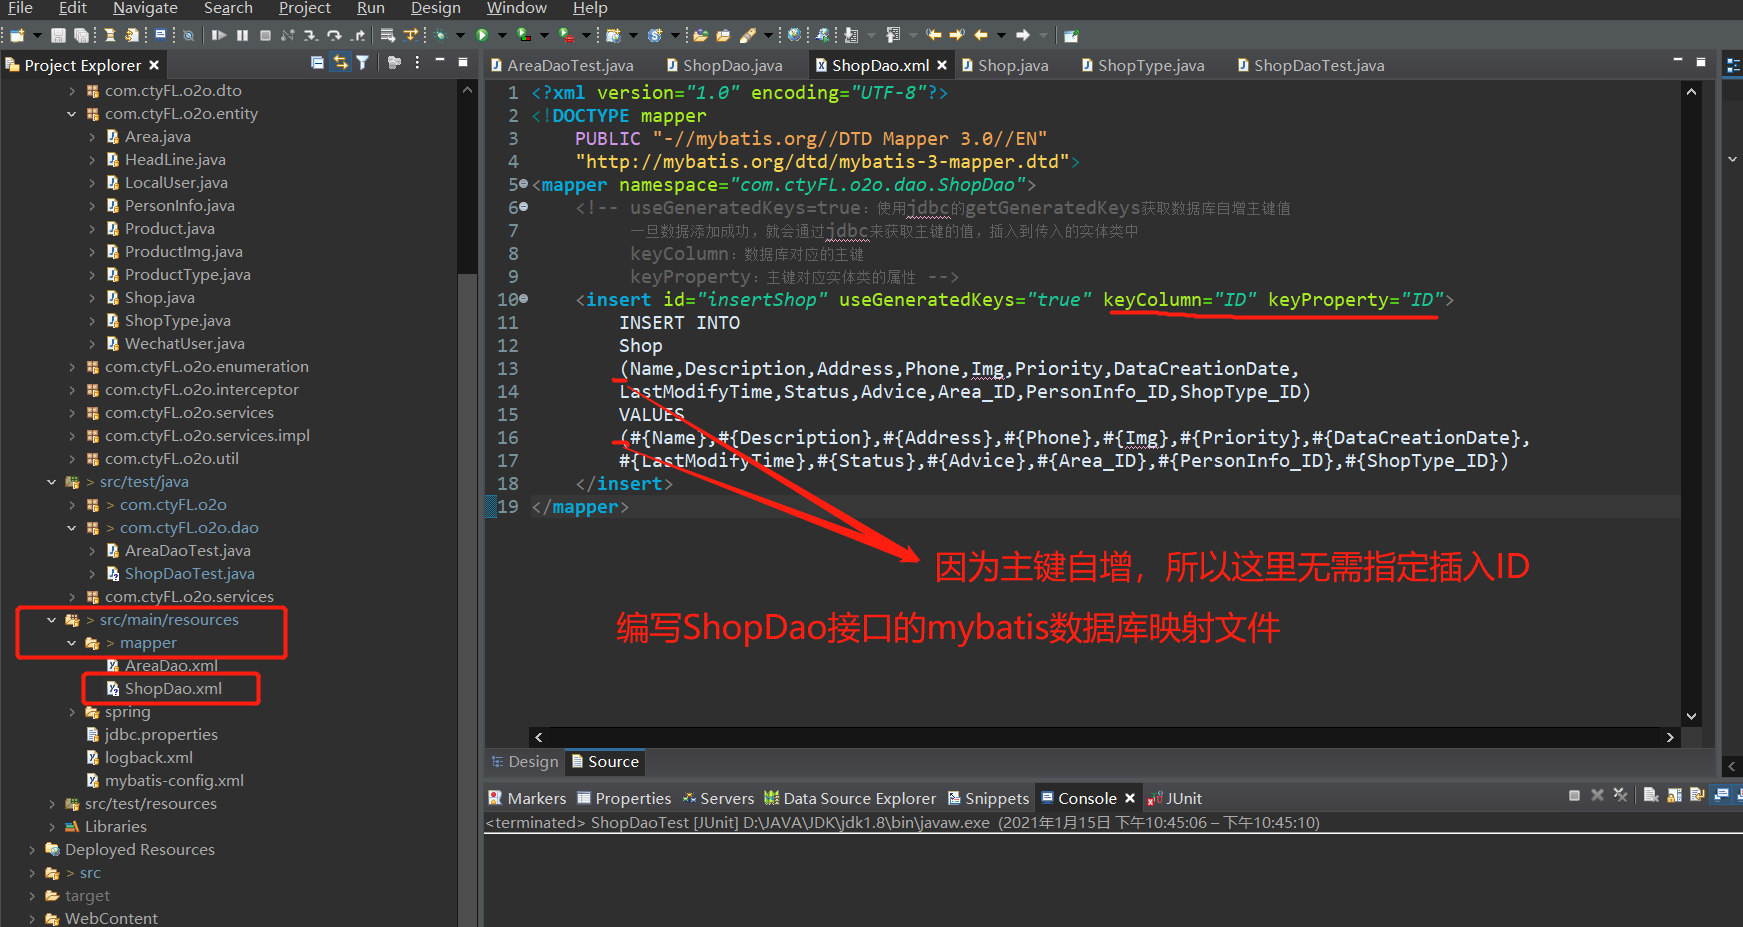 File Edit Navigate Search Project Run Design Window Help
Project Explorer
com.ctyFL.o2o.dto
com.ctyFL.o2o.entity
Area.java
HeadLine.java
LocalUser.java
PersonInfo.java
Product.java
ProductImg.java
ProductType.java
Shop.java
ShopType.java
WechatUser.java
com.ctyFL.o2o.enumeration
com.ctyFL.o2o.interceptor
com.ctyFL.o2o.services
com.ctyFL.o2o.services.impl
com.ctyFL.o2o.util
> src/test/java
> com.ctyFL.o2o
> com.ctyFL.o2o.dao
AreaDaoTest.java
ShopDaoTest.java
com.ctyFL.o2o.services
> src/main/resources
> mapper
AreaDao.xml
ShopDao.xml
spring
jdbc.properties
logback.xml
mybatis-config.xml
src/test/resources
Libraries
Deployed Resources
> src
target
WebContent
AreaDaoTest.java ShopDao.java ShopDao.xml Shop.java ShopType.java ShopDaoTest.java
1 <?xml version="1.0" encoding="UTF-8"?>
2 <!DOCTYPE mapper
3 PUBLIC "-//mybatis.org//DTD Mapper 3.0//EN"
4 "http://mybatis.org/dtd/mybatis-3-mapper.dtd">
5 <mapper namespace="com.ctyFL.o2o.dao.ShopDao">
6 <!-- useGeneratedKeys=true：使用jdbc的getGeneratedKeys获取数据库自增主键值
7 一旦数据添加成功，就会通过jdbc来获取主键的值，插入到传入的实体类中
8 keyColumn：数据库对应的主键
9 keyProperty：主键对应实体类的属性 -->
10 <insert id="insertShop" useGeneratedKeys="true" keyColumn="ID" keyProperty="ID">
11 INSERT INTO
12 Shop
13 (Name,Description,Address,Phone,Img,Priority,DataCreationDate,
14 LastModifyTime,Status,Advice,Area_ID,PersonInfo_ID,ShopType_ID)
15 VALUES
16 (#{Name},#{Description},#{Address},#{Phone},#{Img},#{Priority},#{DataCreationDate},
17 #{LastModifyTime},#{Status},#{Advice},#{Area_ID},#{PersonInfo_ID},#{ShopType_ID})
18 </insert>
19 </mapper>
因为主键自增，所以这里无需指定插入ID
编写ShopDao接口的mybatis数据库映射文件
Design Source
Markers Properties Servers Data Source Explorer Snippets Console JUnit
<terminated> ShopDaoTest [JUnit] D:\JAVA\JDK\jdk1.8\bin\javaw.exe (2021年1月15日 下午10:45:06 – 下午10:45:10)